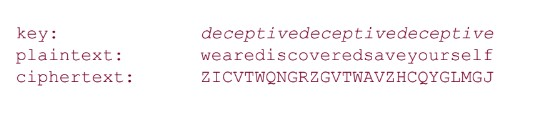 key: deceptivedeceptivedeceptive
plaintext: wearediscoveredsaveyourself
ciphertext: ZICVTWQNGRZGVTWAVZHCQYGLMGJ